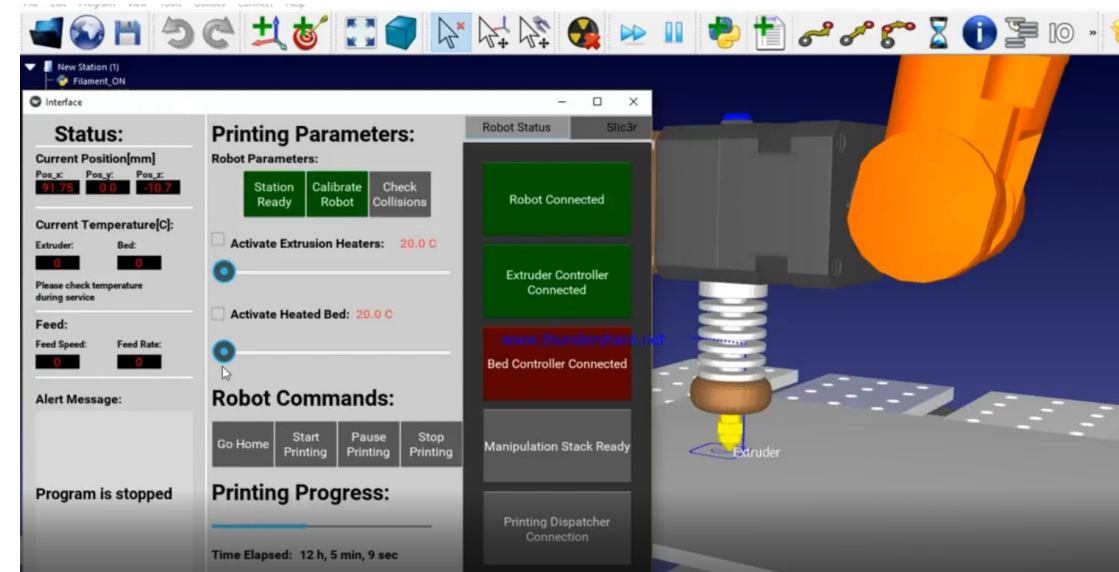 New Station (1)
Filament_ON
Interface
Status:
Current Position[mm]
Pos_x: Pos_y: Pos_z:
91.75 0.0 -10.7
Current Temperature[C]:
Extruder: Bed:
0 0
Please check temperature
during service
Feed:
Feed Speed: Feed Rate:
0 0
Alert Message:
Program is stopped
Printing Parameters:
Robot Parameters:
Station
Ready
Calibrate
Robot
Check
Collisions
Activate Extrusion Heaters: 20.0 C
Activate Heated Bed: 20.0 C
Robot Commands:
Go Home
Start
Printing
Pause
Printing
Stop
Printing
Printing Progress:
Time Elapsed: 12 h, 5 min, 9 sec
Robot Status
Slic3r
Robot Connected
Extruder Controller
Connected
www.thundershare.net
Bed Controller Connected
Manipulation Stack Ready
Printing Dispatcher
Connection
Extruder
IO